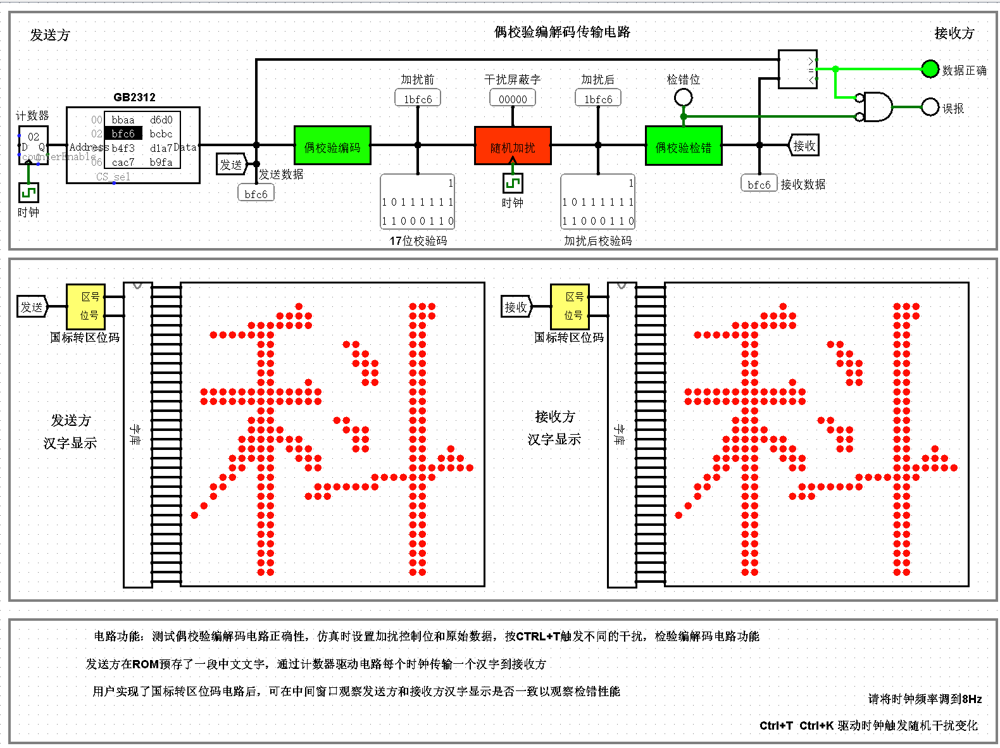 发送方
偶校验编解码传输电路
接收方
GB2312
计数器
02
D Q
counterEnable
时钟
00 bbaa d6d0
02 bfc6 bcbc
b4f3 d1a7
06 cac7 b9fa
Address
Data
CS_sel
发送
发送数据
bfc6
偶校验编码
加扰前
1bfc6
1
1 0 1 1 1 1 1 1
1 1 0 0 0 1 1 0
17位校验码
干扰屏蔽字
00000
随机加扰
时钟
加扰后
1bfc6
1
1 0 1 1 1 1 1 1
1 1 0 0 0 1 1 0
加扰后校验码
检错位
偶校验检错
>
=
<
数据正确
误报
接收
bfc6
接收数据
发送
区号
位号
国标转区位码
字库
发送方
汉字显示
科
接收
区号
位号
国标转区位码
字库
接收方
汉字显示
科
电路功能：测试偶校验编解码电路正确性，仿真时设置加扰控制位和原始数据，按CTRL+T触发不同的干扰，检验编解码电路功能
发送方在ROM预存了一段中文文字，通过计数器驱动电路每个时钟传输一个汉字到接收方
用户实现了国标转区位码电路后，可在中间窗口观察发送方和接收方汉字显示是否一致以观察检错性能
请将时钟频率调到8Hz
Ctrl+T Ctrl+K 驱动时钟触发随机干扰变化